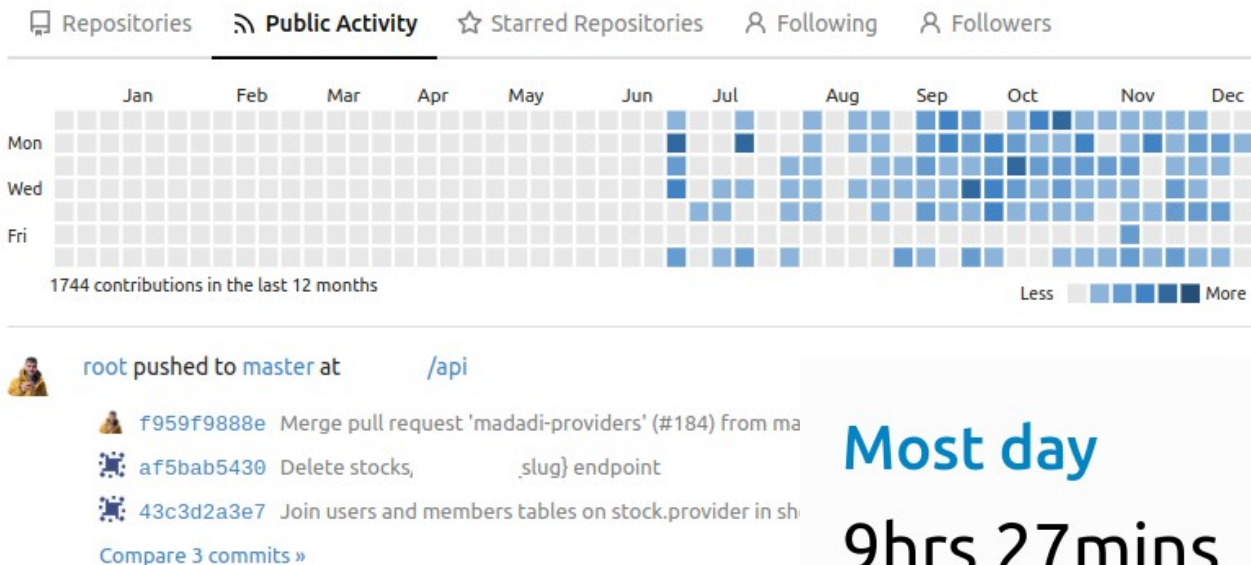 Repositories Public Activity Starred Repositories Following Followers
Jan Feb Mar Apr May Jun Jul Aug Sep Oct Nov Dec
Mon
Wed
Fri
1744 contributions in the last 12 months
Less More
root pushed to master at /api
f959f9888e Merge pull request 'madadi-providers' (#184) from ma
af5bab5430 Delete stocks, _slug} endpoint
43c3d2a3e7 Join users and members tables on stock.provider in sh
Compare 3 commits »
Most day
9hrs 27mins